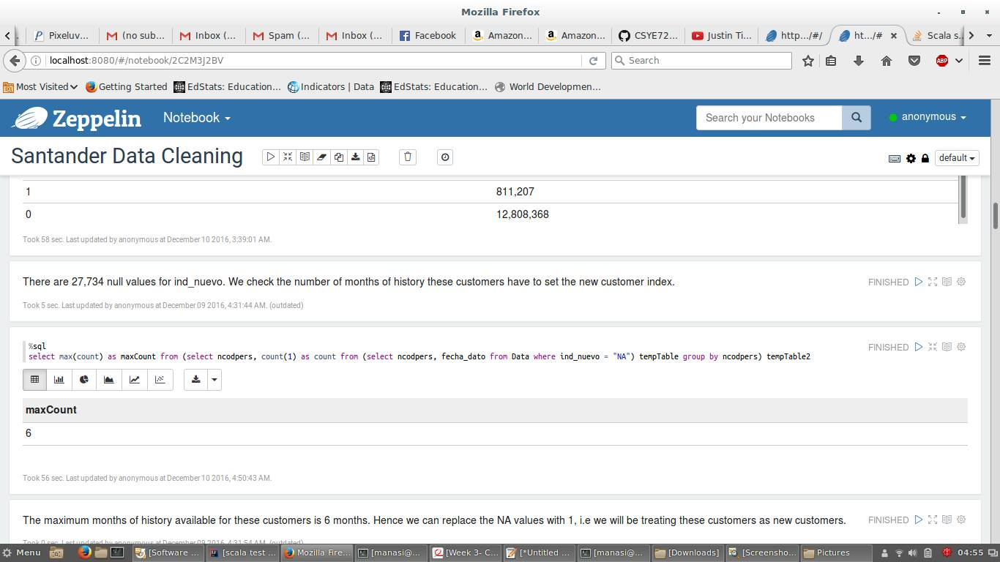 Mozilla Firefox
Pixeluv... (no sub... Inbox (... Spam (... Inbox (... Facebook Amazon... Amazon... CSYE72... Justin Ti... http.../#/ ht.../# Scala s...
localhost:8080/#/notebook/2C2M3J2BV Search ABP
Most Visited Getting Started EdStats: Education... Indicators | Data EdStats: Education... World Developmen...
Zeppelin Notebook Search your Notebooks anonymous
Santander Data Cleaning default
1 811,207
0 12,808,368
Took 58 sec. Last updated by anonymous at December 10 2016, 3:39:01 AM.
There are 27,734 null values for ind_nuevo. We check the number of months of history these customers have to set the new customer index. FINISHED
Took 5 sec. Last updated by anonymous at December 09 2016, 4:31:44 AM. (outdated)
%sql FINISHED
select max(count) as maxCount from (select ncodpers, count(1) as count from (select ncodpers, fecha_dato from Data where ind_nuevo = "NA") tempTable group by ncodpers) tempTable2
maxCount
6
Took 56 sec. Last updated by anonymous at December 10 2016, 4:50:43 AM.
The maximum months of history available for these customers is 6 months. Hence we can replace the NA values with 1, i.e we will be treating these customers as new customers. FINISHED
Took 0 sec. Last updated by anonymous at December 09 2016, 4:31:54 AM. (outdated)
Menu [Software ... [scala test ... Mozilla Fire... [manasi@... [Week 3- C... [*Untitled ... [manasi@... [Downloads] [Screensho... Pictures 04:55